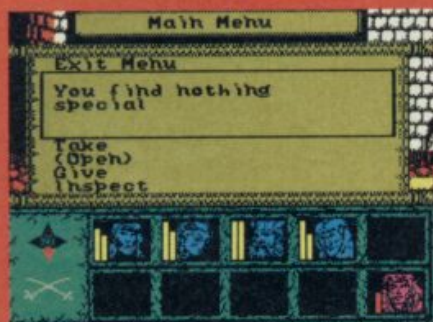 Main Menu
Exit Menu
You find nothing
special
Take
(Open)
Give
Inspect